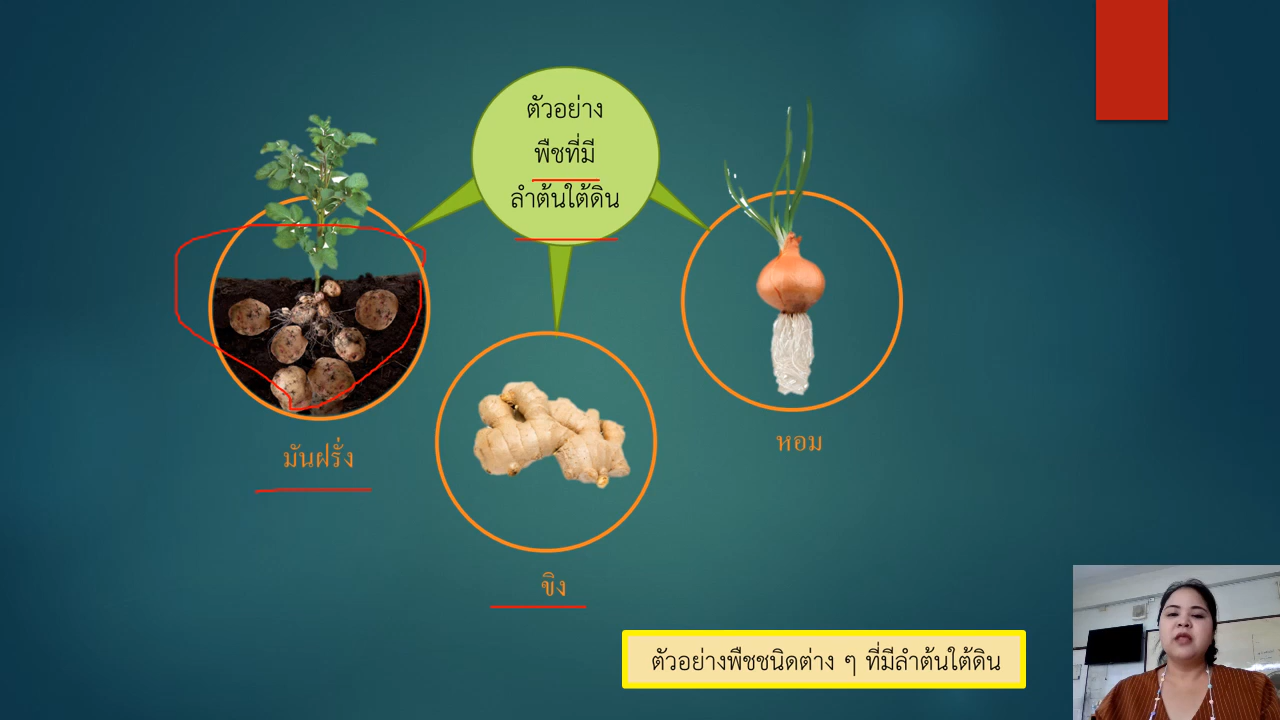 ตัวอย่าง
พืชที่มี
ลำต้นใต้ดิน
มันฝรั่ง
หอม
ขิง
ตัวอย่างพืชชนิดต่าง ๆ ที่มีลำต้นใต้ดิน